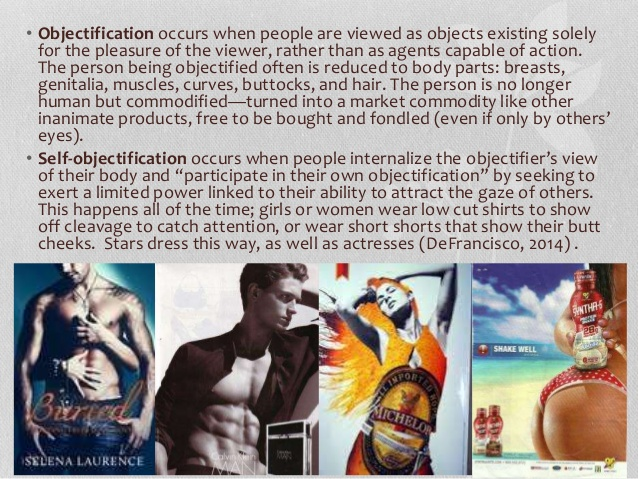 • Objectification occurs when people are viewed as objects existing solely
for the pleasure of the viewer, rather than as agents capable of action.
The person being objectified often is reduced to body parts: breasts,
genitalia, muscles, curves, buttocks, and hair. The person is no longer
human but commodified—turned into a market commodity like other
inanimate products, free to be bought and fondled (even if only by others’
eyes).
• Self-objectification occurs when people internalize the objectifier’s view
of their body and “participate in their own objectification” by seeking to
exert a limited power linked to their ability to attract the gaze of others.
This happens all of the time; girls or women wear low cut shirts to show
off cleavage to catch attention, or wear short shorts that show their butt
cheeks. Stars dress this way, as well as actresses (DeFrancisco, 2014) .
Buried
SELENA LAURENCE
Calvin Klein
MAN
IMPORTED
MICHELOB
SHAKE WELL
SYNTHA-6